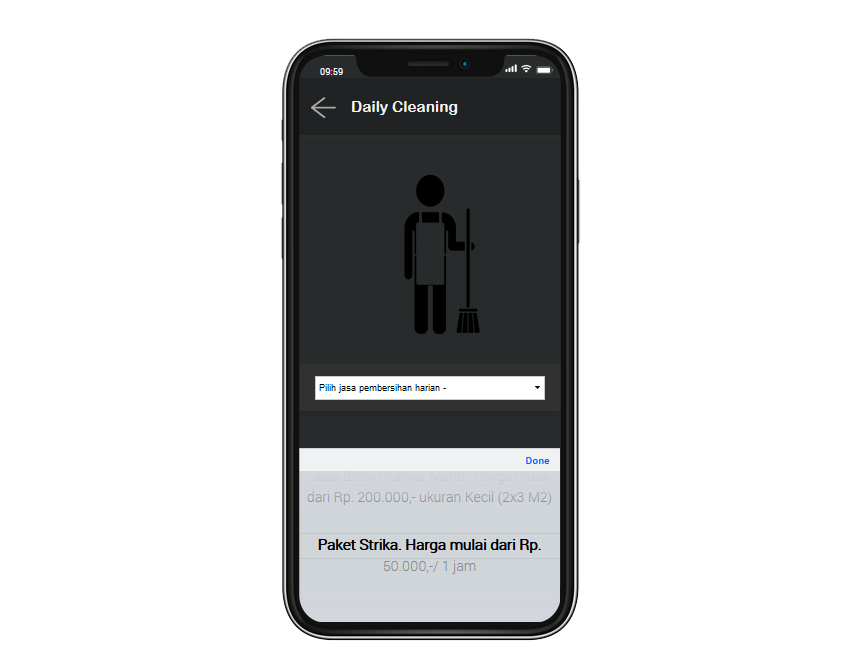 09:59
Daily Cleaning
Pilih jasa pembersihan harian -
Done
dari Rp. 200.000,- ukuran Kecil (2x3 M2)
Paket Strika. Harga mulai dari Rp.
50.000,-/ 1 jam